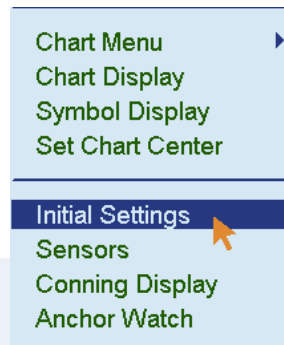 Chart Menu
Chart Display
Symbol Display
Set Chart Center
Initial Settings
Sensors
Conning Display
Anchor Watch